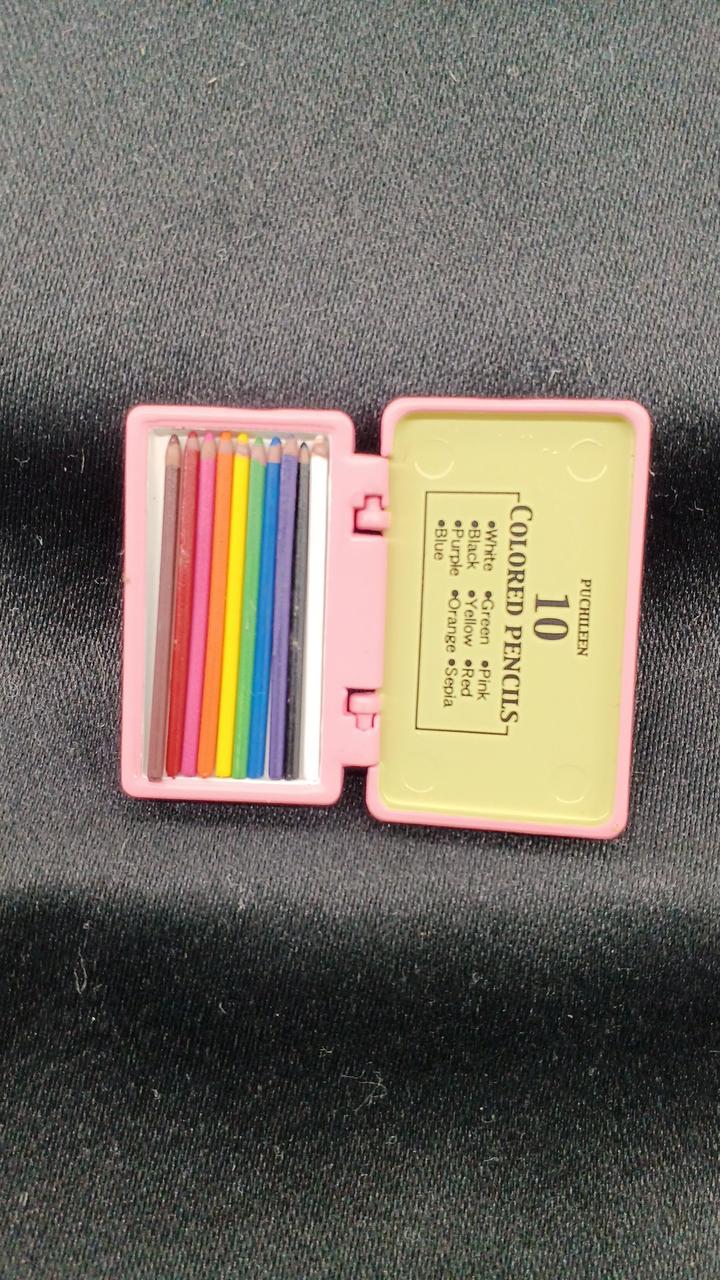 PUCHILEEN
10
COLORED PENCILS
•White •Green •Pink
•Black •Yellow •Red
•Purple •Orange •Sepia
•Blue